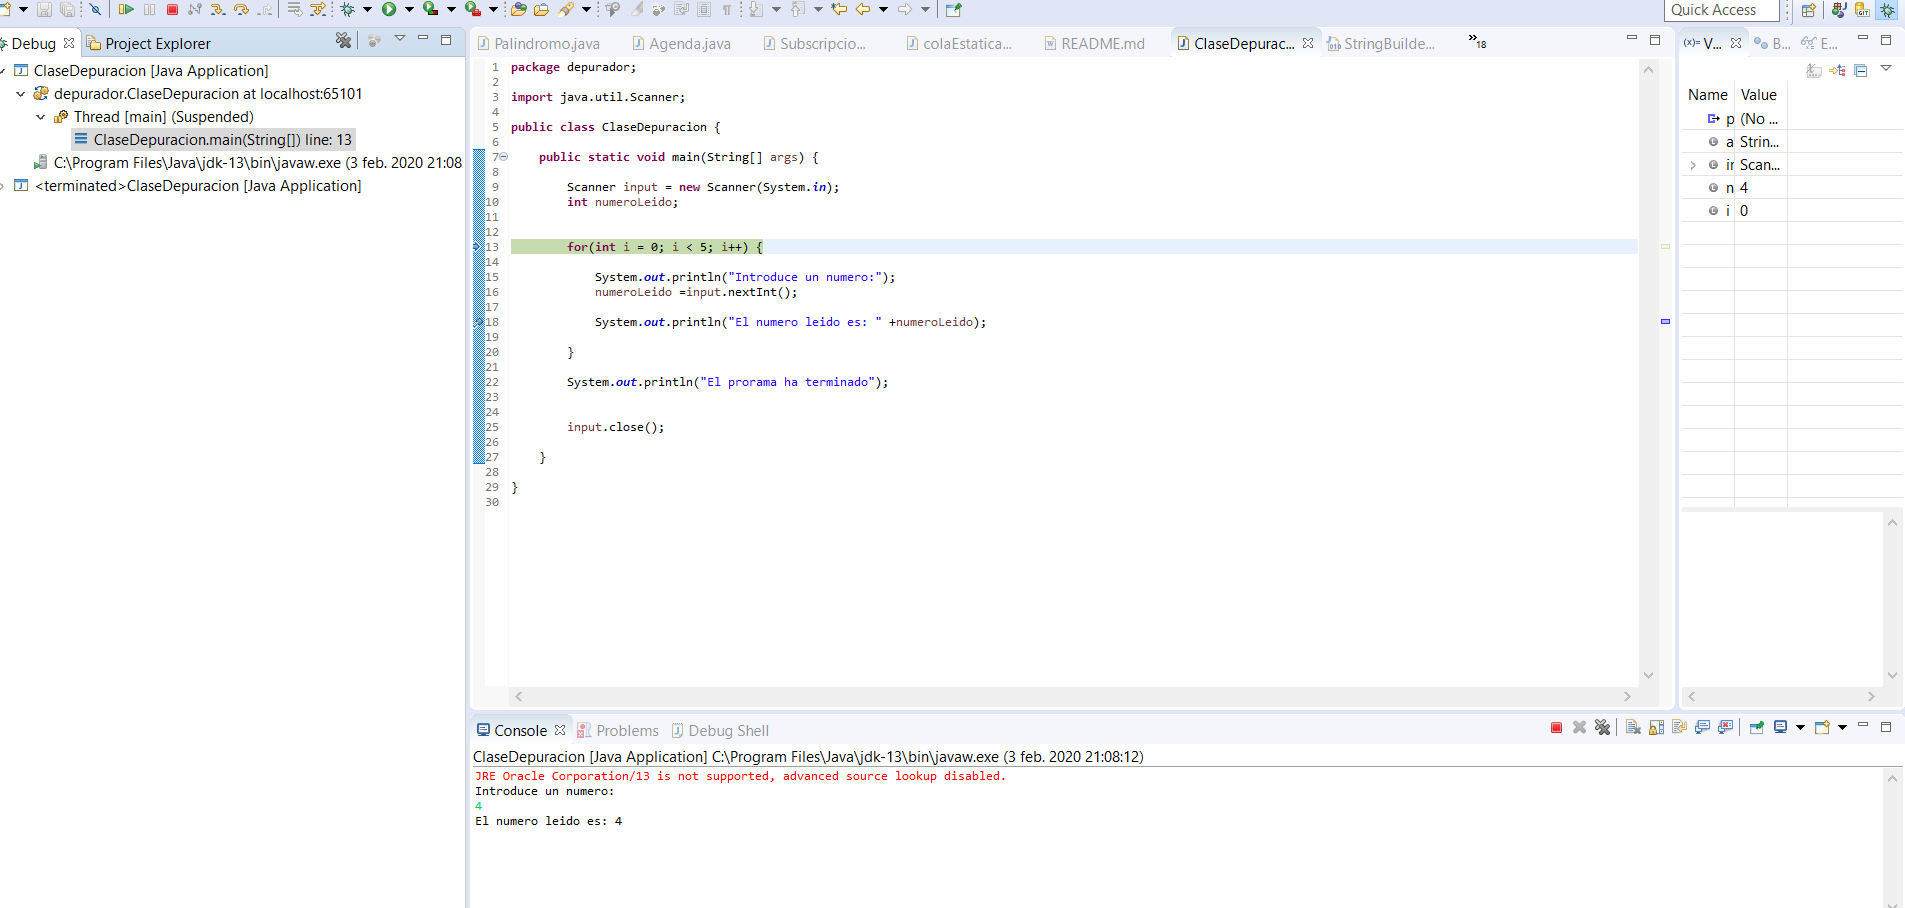 Quick Access
Debug
Project Explorer
ClaseDepuracion [Java Application]
depurador.ClaseDepuracion at localhost:65101
Thread [main] (Suspended)
ClaseDepuracion.main(String[]) line: 13
C:\Program Files\Java\jdk-13\bin\javaw.exe (3 feb. 2020 21:08
<terminated>ClaseDepuracion [Java Application]
Palindromo.java
Agenda.java
Subscripcio...
colaEstatica...
README.md
ClaseDepurac...
StringBuilde...
»18
1 package depurador;
2
3 import java.util.Scanner;
4
5 public class ClaseDepuracion {
6
7 public static void main(String[] args) {
8
9 Scanner input = new Scanner(System.in);
10 int numeroLeido;
11
12
13 for(int i = 0; i < 5; i++) {
14
15 System.out.println("Introduce un numero:");
16 numeroLeido =input.nextInt();
17
18 System.out.println("El numero leido es: " +numeroLeido);
19
20 }
21
22 System.out.println("El prorama ha terminado");
23
24
25 input.close();
26
27 }
28
29 }
30
(x)= V...
B...
E...
Name Value
p (No ...
a Strin...
ir Scan...
n 4
i 0
Console
Problems
Debug Shell
ClaseDepuracion [Java Application] C:\Program Files\Java\jdk-13\bin\javaw.exe (3 feb. 2020 21:08:12)
JRE Oracle Corporation/13 is not supported, advanced source lookup disabled.
Introduce un numero:
4
El numero leido es: 4